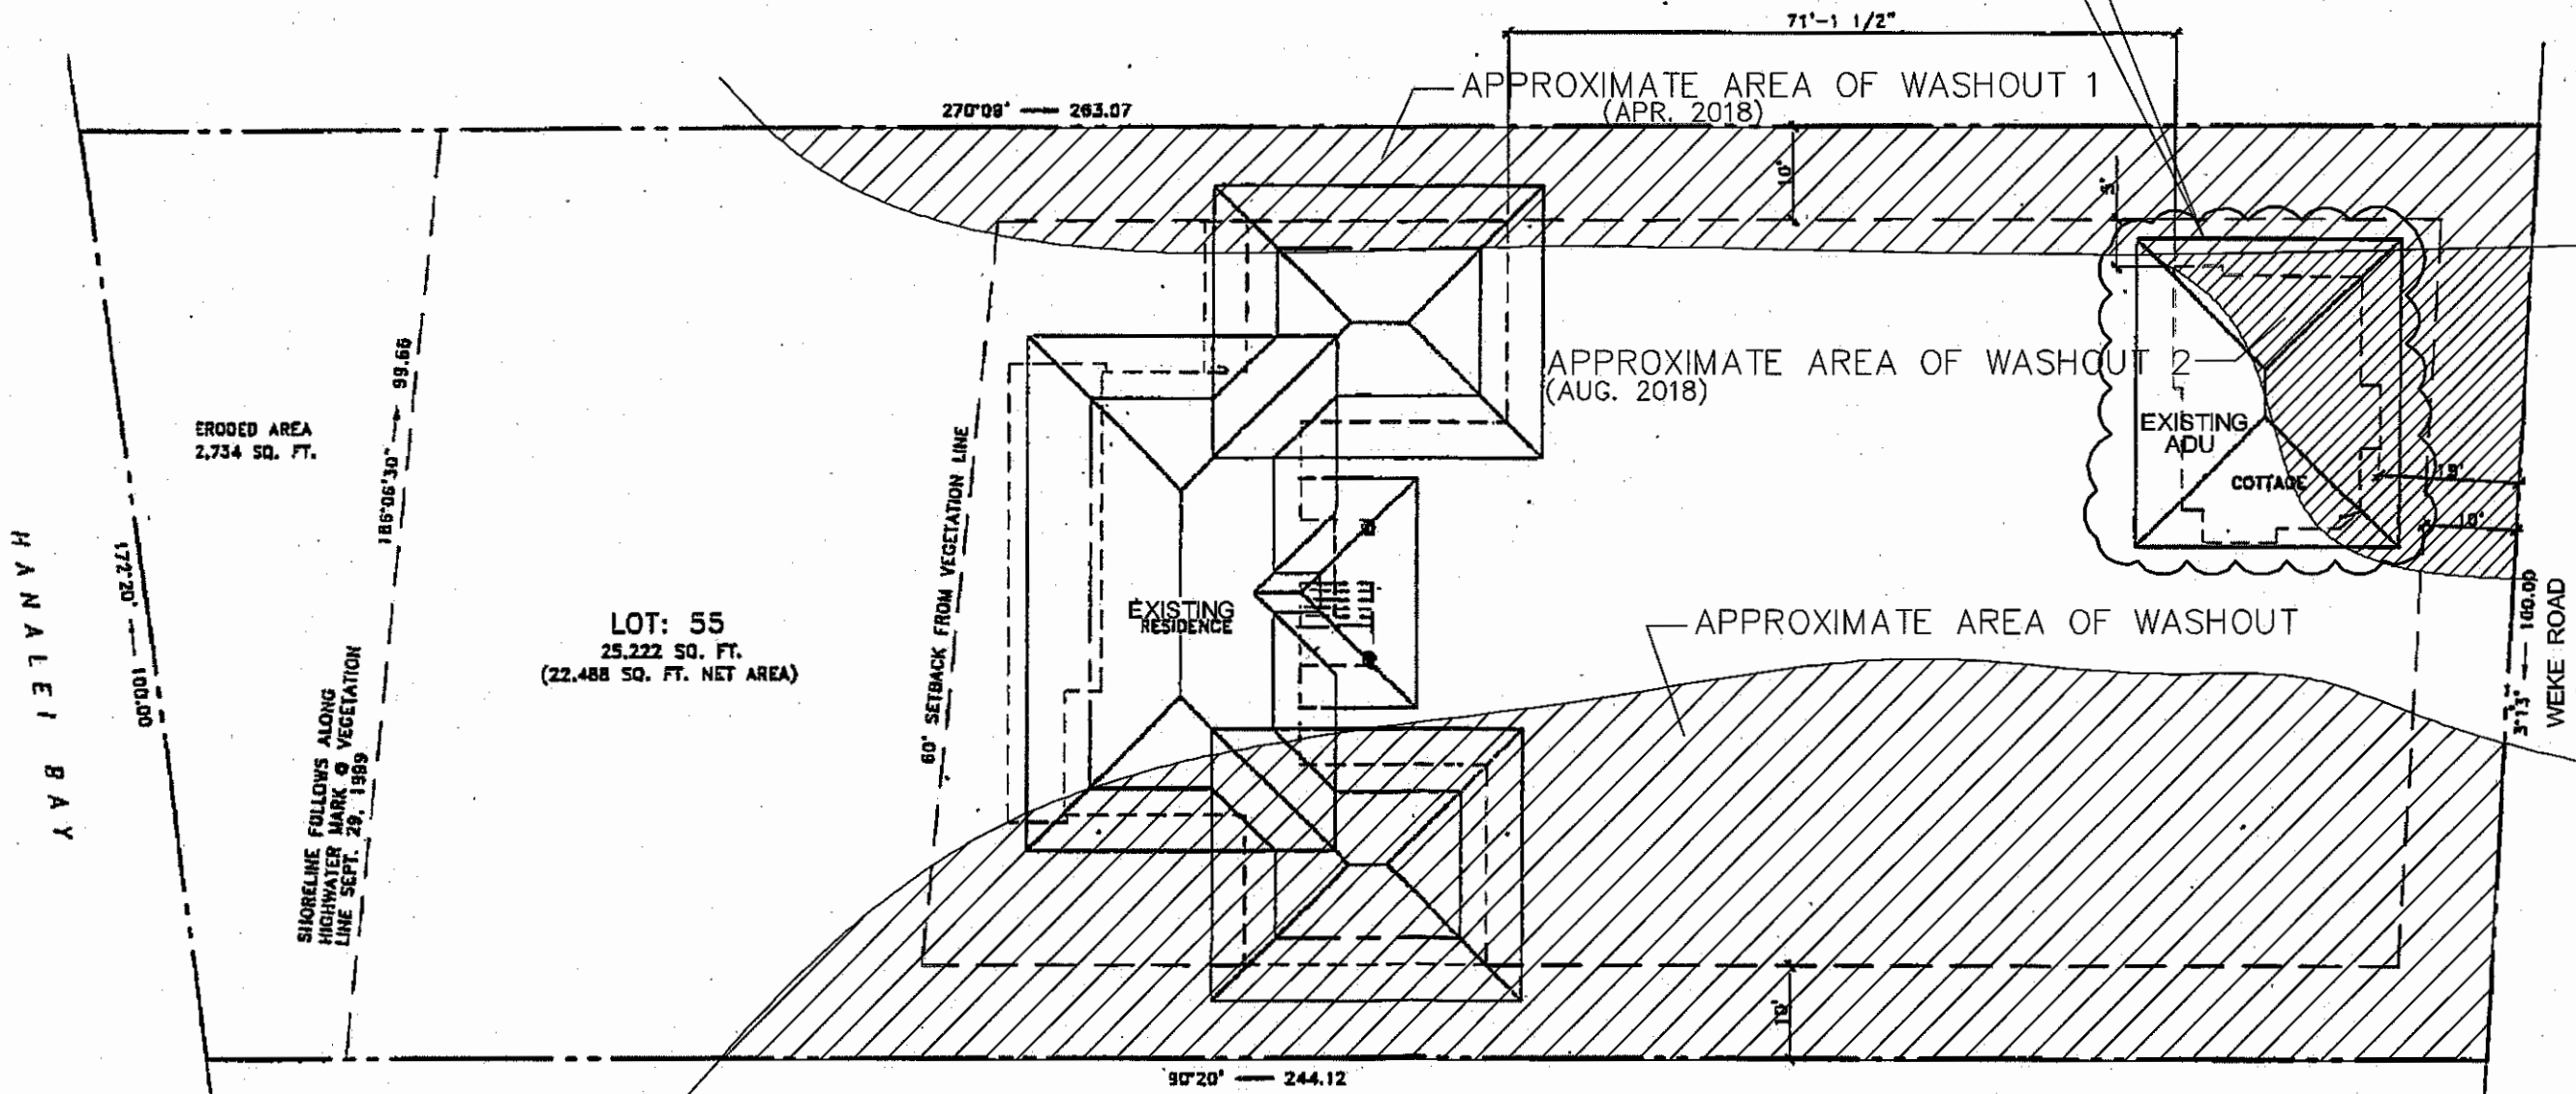 71'-1 1/2"
APPROXIMATE AREA OF WASHOUT 1
(APR. 2018)
270°09' — 263.07
10'
5'
ERODED AREA
2,734 SQ. FT.
186°06'30" 99.66
HANALEI BAY
172°20' — 100.00
SHORELINE FOLLOWS ALONG
HIGHWATER MARK @ VEGETATION
LINE SEPT. 29, 1999
LOT: 55
25,222 SQ. FT.
(22,488 SQ. FT. NET AREA)
60' SETBACK FROM VEGETATION LINE
EXISTING
RESIDENCE
APPROXIMATE AREA OF WASHOUT 2
(AUG. 2018)
EXISTING
ADU
COTTAGE
10'
APPROXIMATE AREA OF WASHOUT
3°13' — 100.00
WEKE ROAD
10'
90°20' — 244.12